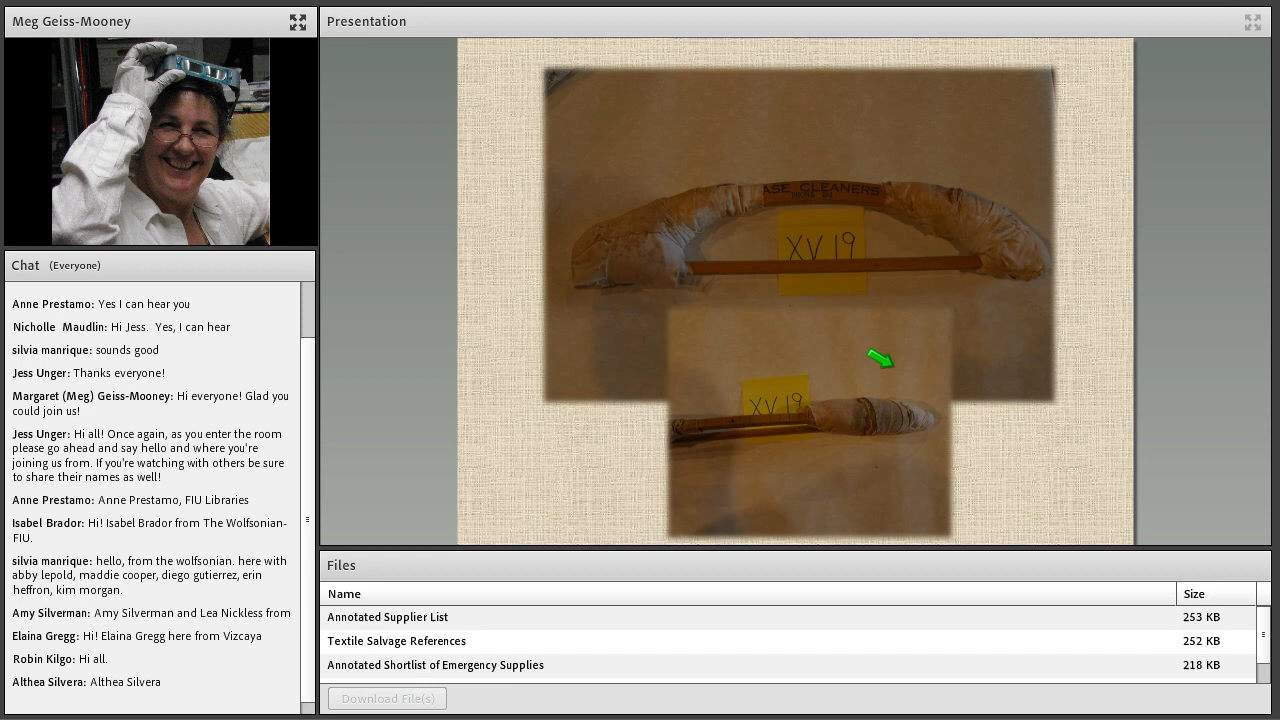 Meg Geiss-Mooney
Presentation
ASE CLEANERS
XV 19
XV 19
Chat (Everyone)
Anne Prestamo: Yes I can hear you
Nicholle Maudlin: Hi Jess. Yes, I can hear
silvia manrique: sounds good
Jess Unger: Thanks everyone!
Margaret (Meg) Geiss-Mooney: Hi everyone! Glad you
could join us!
Jess Unger: Hi all! Once again, as you enter the room
please go ahead and say hello and where you're
joining us from. If you're watching with others be sure
to share their names as well!
Anne Prestamo: Anne Prestamo, FIU Libraries
Isabel Brador: Hi! Isabel Brador from The Wolfsonian-
FIU.
silvia manrique: hello, from the wolfsonian. here with
abby lepold, maddie cooper, diego gutierrez, erin
heffron, kim morgan.
Amy Silverman: Amy Silverman and Lea Nickless from
Elaina Gregg: Hi! Elaina Gregg here from Vizcaya
Robin Kilgo: Hi all.
Althea Silvera: Althea Silvera
Files
Name Size
Annotated Supplier List 253 KB
Textile Salvage References 252 KB
Annotated Shortlist of Emergency Supplies 218 KB
Download File(s)